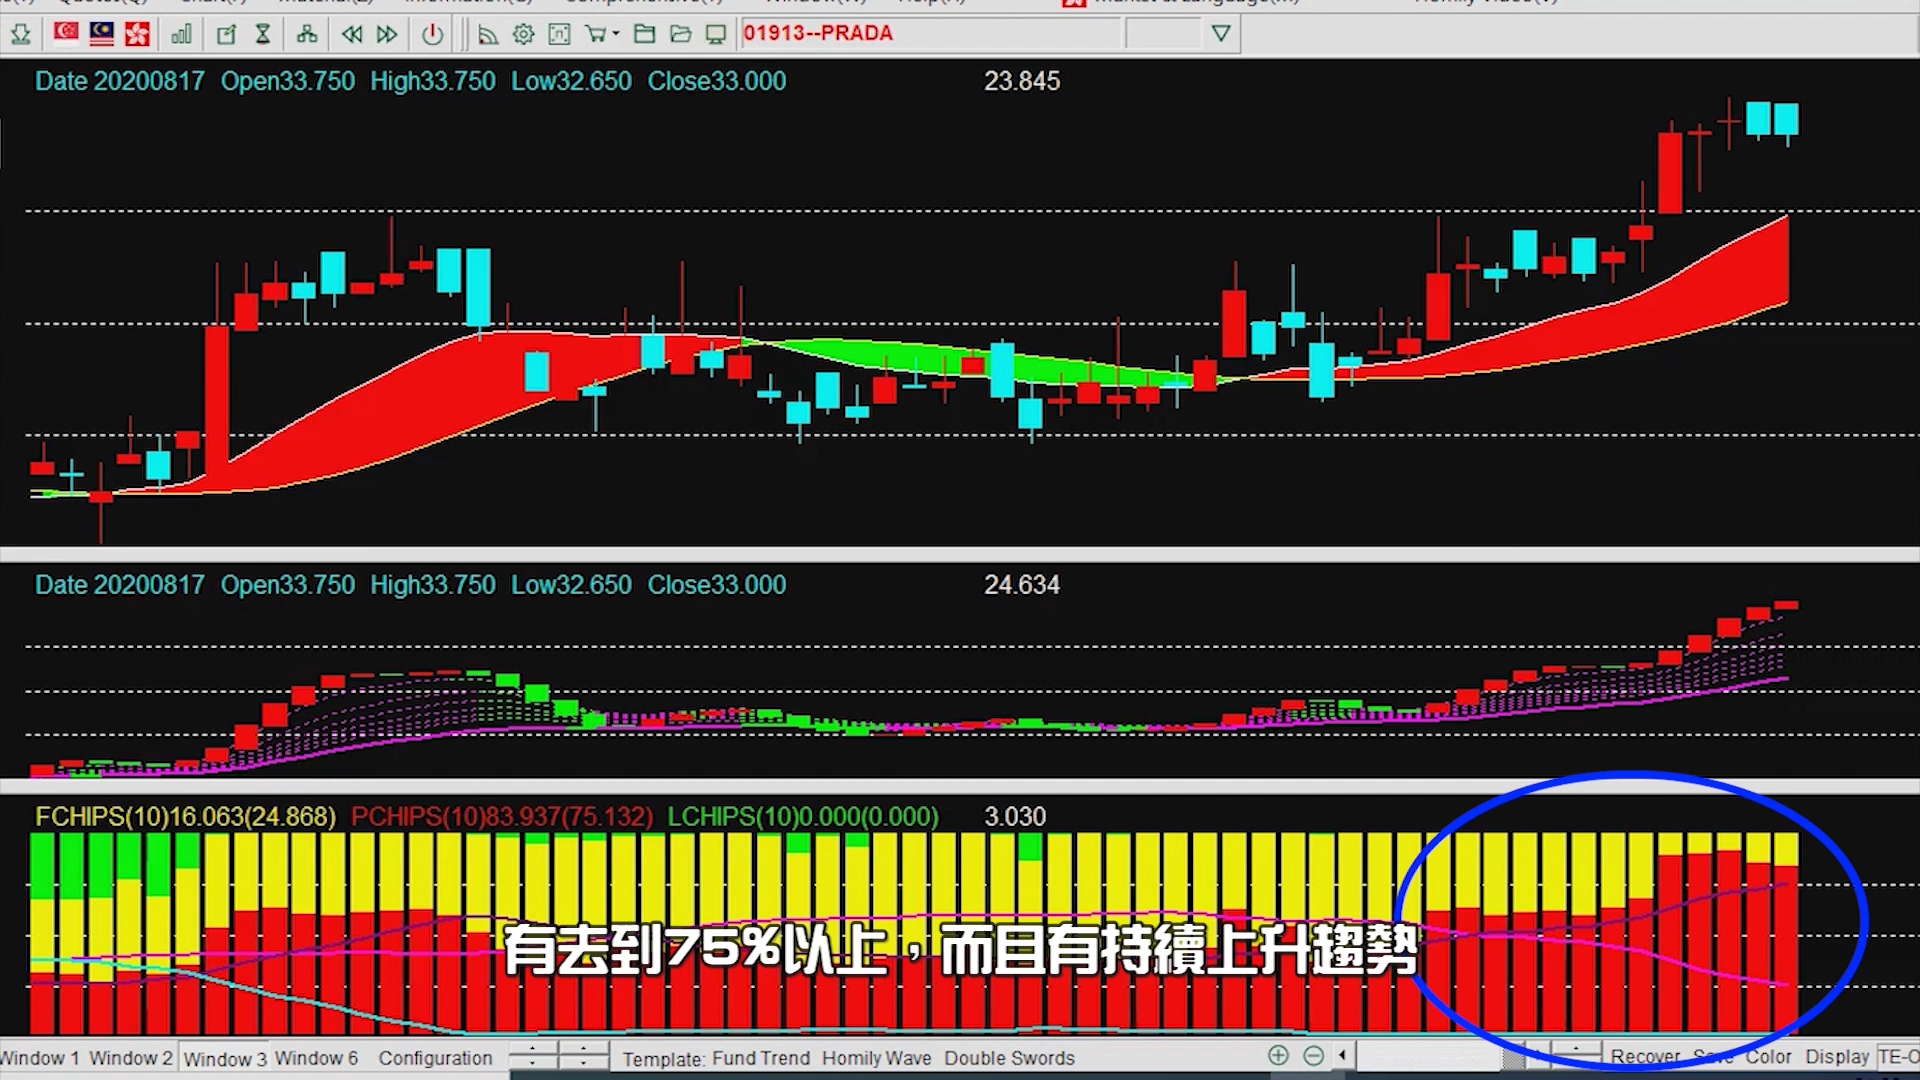 01913--PRADA
Date 20200817 Open33.750 High33.750 Low32.650 Close33.000 23.845
Date 20200817 Open33.750 High33.750 Low32.650 Close33.000 24.634
FCHIPS(10)16.063(24.868) PCHIPS(10)83.937(75.132) LCHIPS(10)0.000(0.000) 3.030
有去到75%以上，而且有持續上升趨勢
Window 1 Window 2 Window 3 Window 6 Configuration Template: Fund Trend Homily Wave Double Swords Recover Save Color Display TE-O